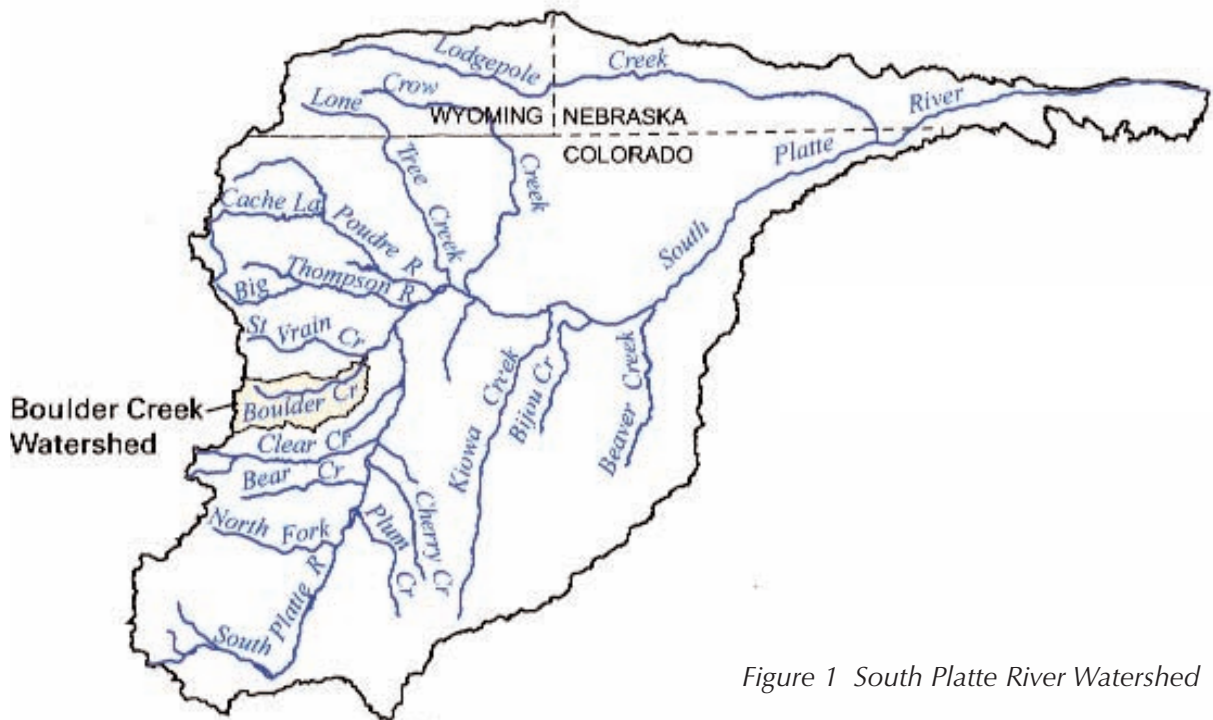 Lodgepole Creek
Crow Creek
Lone Tree Creek
WYOMING
NEBRASKA
COLORADO
South Platte River
Cache La Poudre R
Big Thompson R
St Vrain Cr
Boulder Creek
Watershed
Boulder Cr
Clear Cr
Bear Cr
North Fork
South Platte R
Plum Cr
Cherry Cr
Kiowa Creek
Bijou Cr
Beaver Creek
Figure 1 South Platte River Watershed